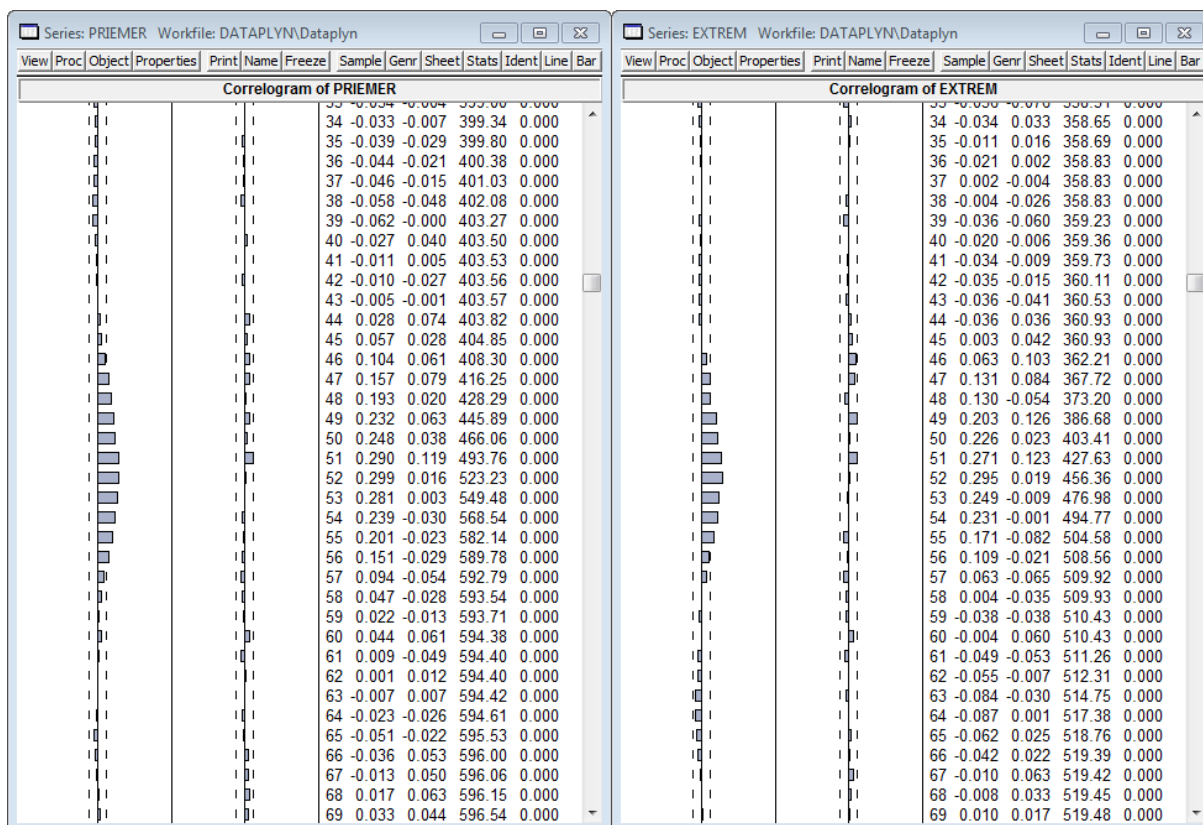 Series: PRIEMER Workfile: DATAPLYN\Dataplyn
View Proc Object Properties Print Name Freeze Sample Genr Sheet Stats Ident Line Bar
Correlogram of PRIEMER
34 -0.033 -0.007 399.34 0.000
35 -0.039 -0.029 399.80 0.000
36 -0.044 -0.021 400.38 0.000
37 -0.046 -0.015 401.03 0.000
38 -0.058 -0.048 402.08 0.000
39 -0.062 -0.000 403.27 0.000
40 -0.027 0.040 403.50 0.000
41 -0.011 0.005 403.53 0.000
42 -0.010 -0.027 403.56 0.000
43 -0.005 -0.001 403.57 0.000
44 0.028 0.074 403.82 0.000
45 0.057 0.028 404.85 0.000
46 0.104 0.061 408.30 0.000
47 0.157 0.079 416.25 0.000
48 0.193 0.020 428.29 0.000
49 0.232 0.063 445.89 0.000
50 0.248 0.038 466.06 0.000
51 0.290 0.119 493.76 0.000
52 0.299 0.016 523.23 0.000
53 0.281 0.003 549.48 0.000
54 0.239 -0.030 568.54 0.000
55 0.201 -0.023 582.14 0.000
56 0.151 -0.029 589.78 0.000
57 0.094 -0.054 592.79 0.000
58 0.047 -0.028 593.54 0.000
59 0.022 -0.013 593.71 0.000
60 0.044 0.061 594.38 0.000
61 0.009 -0.049 594.40 0.000
62 0.001 0.012 594.40 0.000
63 -0.007 0.007 594.42 0.000
64 -0.023 -0.026 594.61 0.000
65 -0.051 -0.022 595.53 0.000
66 -0.036 0.053 596.00 0.000
67 -0.013 0.050 596.06 0.000
68 0.017 0.063 596.15 0.000
69 0.033 0.044 596.54 0.000
Series: EXTREM Workfile: DATAPLYN\Dataplyn
View Proc Object Properties Print Name Freeze Sample Genr Sheet Stats Ident Line Bar
Correlogram of EXTREM
34 -0.034 0.033 358.65 0.000
35 -0.011 0.016 358.69 0.000
36 -0.021 0.002 358.83 0.000
37 0.002 -0.004 358.83 0.000
38 -0.004 -0.026 358.83 0.000
39 -0.036 -0.060 359.23 0.000
40 -0.020 -0.006 359.36 0.000
41 -0.034 -0.009 359.73 0.000
42 -0.035 -0.015 360.11 0.000
43 -0.036 -0.041 360.53 0.000
44 -0.036 0.036 360.93 0.000
45 0.003 0.042 360.93 0.000
46 0.063 0.103 362.21 0.000
47 0.131 0.084 367.72 0.000
48 0.130 -0.054 373.20 0.000
49 0.203 0.126 386.68 0.000
50 0.226 0.023 403.41 0.000
51 0.271 0.123 427.63 0.000
52 0.295 0.019 456.36 0.000
53 0.249 -0.009 476.98 0.000
54 0.231 -0.001 494.77 0.000
55 0.171 -0.082 504.58 0.000
56 0.109 -0.021 508.56 0.000
57 0.063 -0.065 509.92 0.000
58 0.004 -0.035 509.93 0.000
59 -0.038 -0.038 510.43 0.000
60 -0.004 0.060 510.43 0.000
61 -0.049 -0.053 511.26 0.000
62 -0.055 -0.007 512.31 0.000
63 -0.084 -0.030 514.75 0.000
64 -0.087 0.001 517.38 0.000
65 -0.062 0.025 518.76 0.000
66 -0.042 0.022 519.39 0.000
67 -0.010 0.063 519.42 0.000
68 -0.008 0.033 519.45 0.000
69 0.010 0.017 519.48 0.000